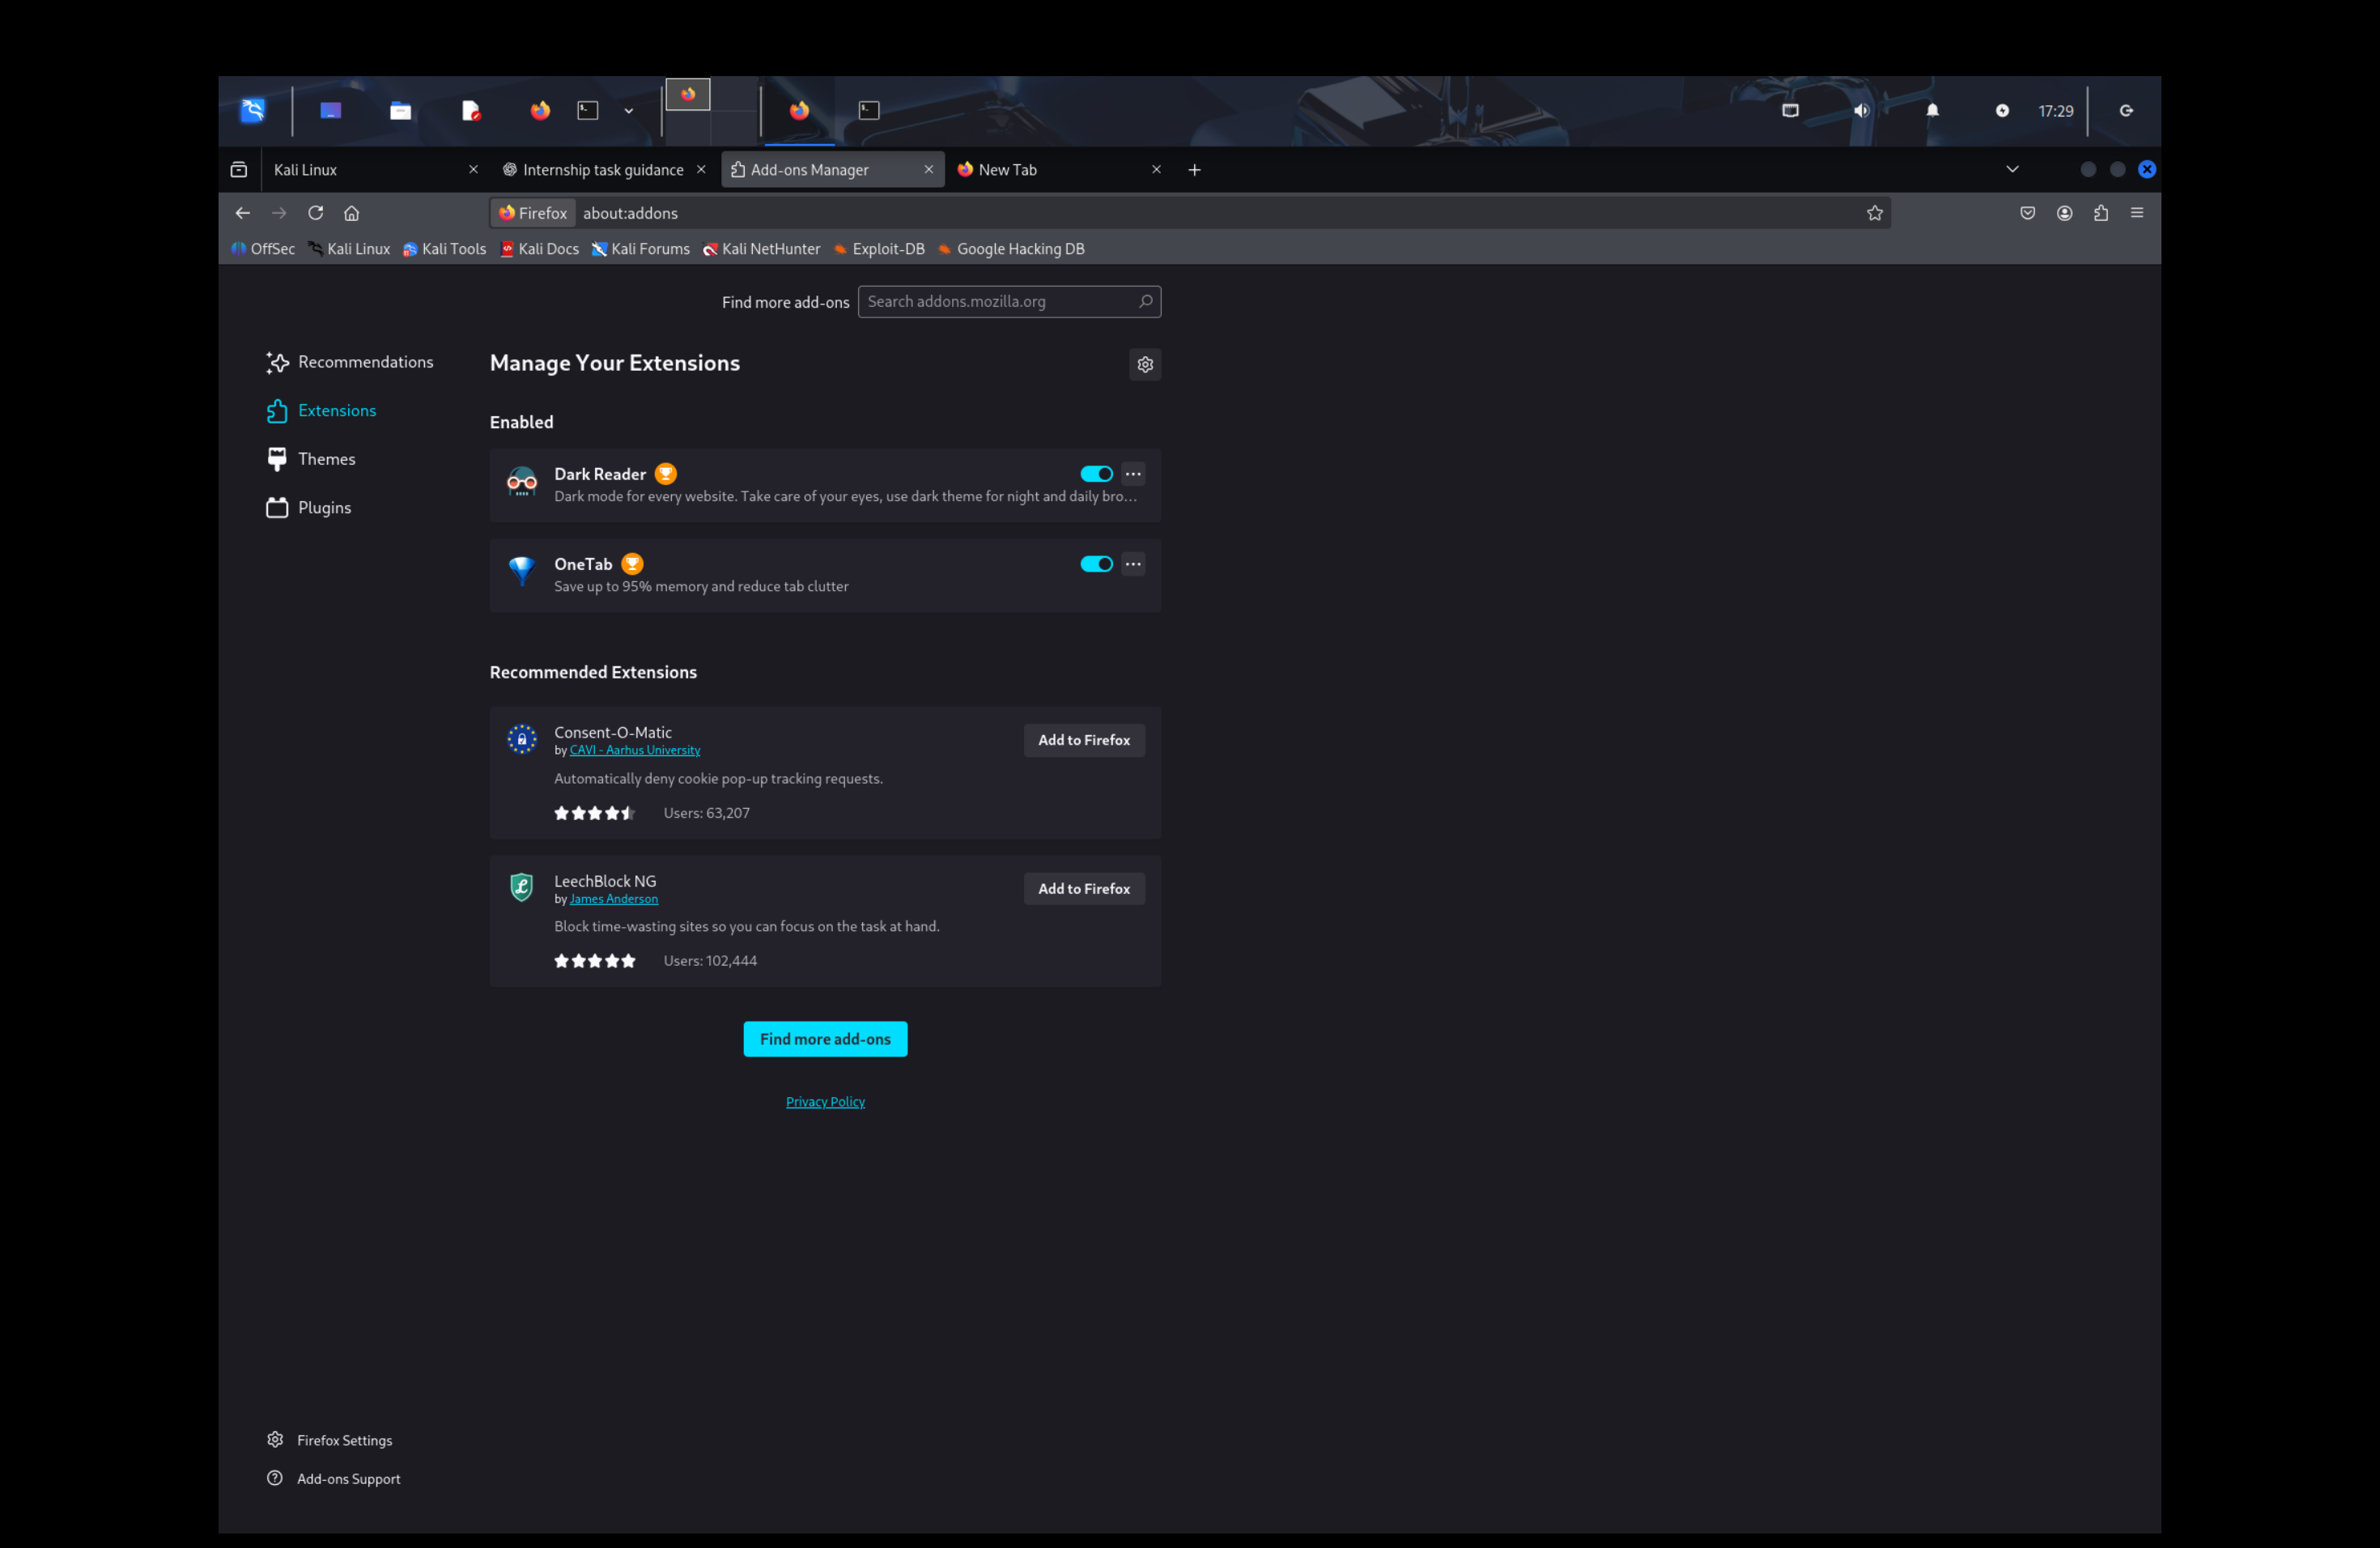 17:29
Kali Linux
Internship task guidance
Add-ons Manager
New Tab
Firefox
about:addons
OffSec
Kali Linux
Kali Tools
Kali Docs
Kali Forums
Kali NetHunter
Exploit-DB
Google Hacking DB
Find more add-ons
Search addons.mozilla.org
Recommendations
Extensions
Themes
Plugins
Manage Your Extensions
Enabled
Dark Reader
Dark mode for every website. Take care of your eyes, use dark theme for night and daily bro…
OneTab
Save up to 95% memory and reduce tab clutter
Recommended Extensions
Consent-O-Matic
by CAVI - Aarhus University
Add to Firefox
Automatically deny cookie pop-up tracking requests.
Users: 63,207
LeechBlock NG
by James Anderson
Add to Firefox
Block time-wasting sites so you can focus on the task at hand.
Users: 102,444
Find more add-ons
Privacy Policy
Firefox Settings
Add-ons Support